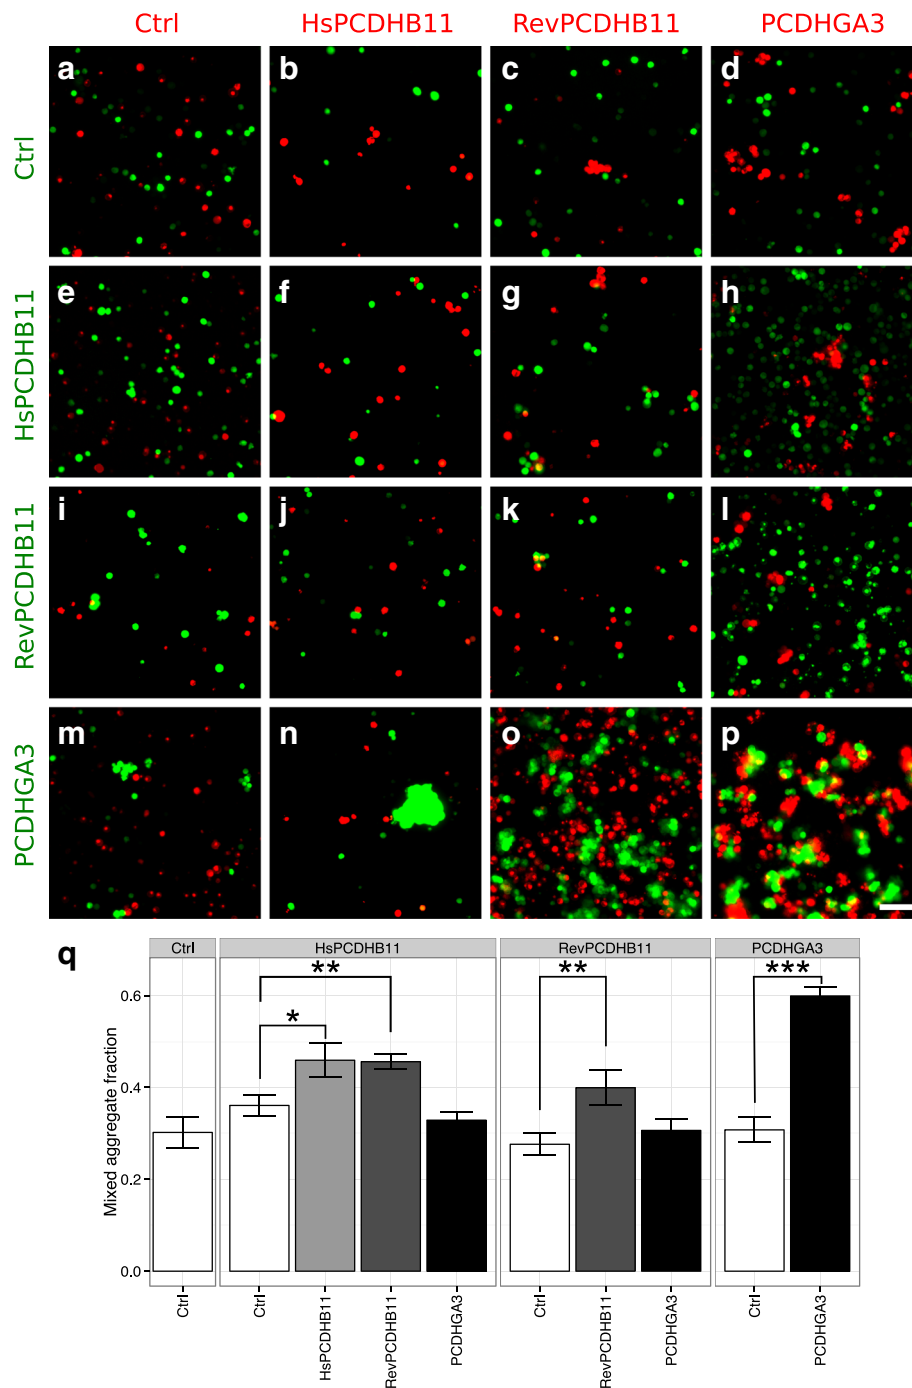 Ctrl HsPCDHB11 RevPCDHB11 PCDHGA3
Ctrl
a b c d
HsPCDHB11
e f g h
RevPCDHB11
i j k l
PCDHGA3
m n o p
q
Ctrl HsPCDHB11 RevPCDHB11 PCDHGA3
** ** ***
*
Mixed aggregate fraction
0.6
0.4
0.2
0.0
Ctrl Ctrl HsPCDHB11 RevPCDHB11 PCDHGA3 Ctrl RevPCDHB11 PCDHGA3 Ctrl PCDHGA3